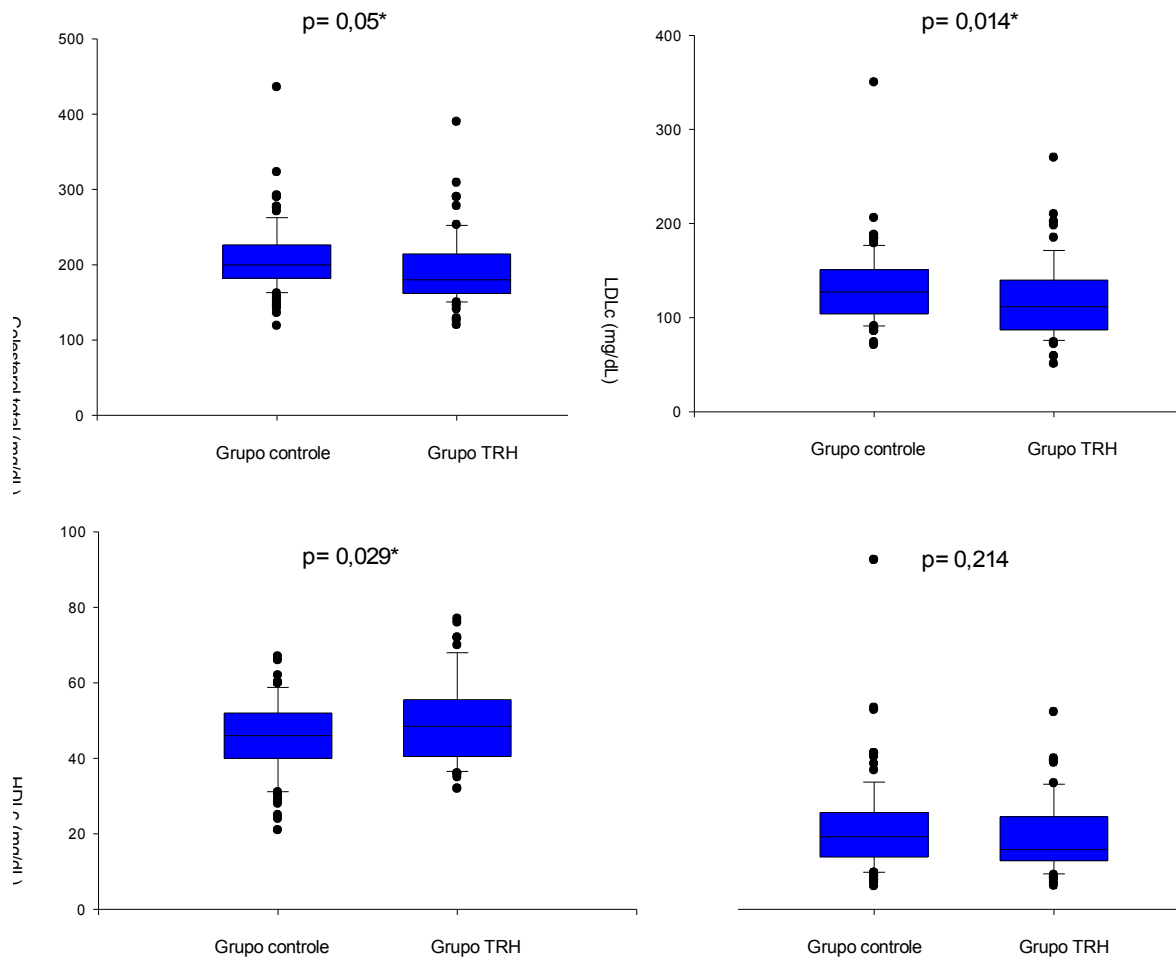 p= 0,05*
500
400
300
200
100
0
Grupo controle
Grupo TRH
p= 0,014*
400
300
200
100
0
LDLc (mg/dL)
Grupo controle
Grupo TRH
p= 0,029*
100
80
60
40
20
0
Grupo controle
Grupo TRH
p= 0,214
Grupo controle
Grupo TRH